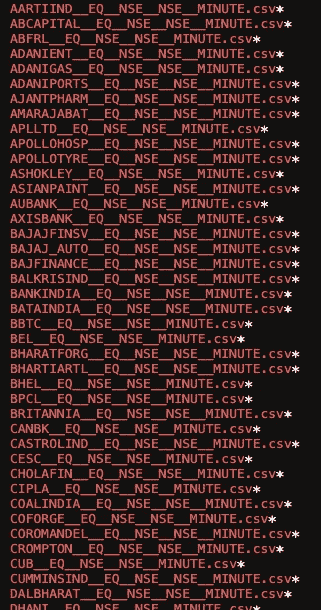 AARTIIND__EQ__NSE__NSE__MINUTE.csv*
ABCAPITAL__EQ__NSE__NSE__MINUTE.csv*
ABFRL__EQ__NSE__NSE__MINUTE.csv*
ADANIENT__EQ__NSE__NSE__MINUTE.csv*
ADANIGAS__EQ__NSE__NSE__MINUTE.csv*
ADANIPORTS__EQ__NSE__NSE__MINUTE.csv*
AJANTPHARM__EQ__NSE__NSE__MINUTE.csv*
AMARAJABAT__EQ__NSE__NSE__MINUTE.csv*
APLLTD__EQ__NSE__NSE__MINUTE.csv*
APOLLOHOSP__EQ__NSE__NSE__MINUTE.csv*
APOLLOTYRE__EQ__NSE__NSE__MINUTE.csv*
ASHOKLEY__EQ__NSE__NSE__MINUTE.csv*
ASIANPAINT__EQ__NSE__NSE__MINUTE.csv*
AUBANK__EQ__NSE__NSE__MINUTE.csv*
AXISBANK__EQ__NSE__NSE__MINUTE.csv*
BAJAJFINSV__EQ__NSE__NSE__MINUTE.csv*
BAJAJ_AUTO__EQ__NSE__NSE__MINUTE.csv*
BAJFINANCE__EQ__NSE__NSE__MINUTE.csv*
BALKRISIND__EQ__NSE__NSE__MINUTE.csv*
BANKINDIA__EQ__NSE__NSE__MINUTE.csv*
BATAINDIA__EQ__NSE__NSE__MINUTE.csv*
BBTC__EQ__NSE__NSE__MINUTE.csv*
BEL__EQ__NSE__NSE__MINUTE.csv*
BHARATFORG__EQ__NSE__NSE__MINUTE.csv*
BHARTIARTL__EQ__NSE__NSE__MINUTE.csv*
BHEL__EQ__NSE__NSE__MINUTE.csv*
BPCL__EQ__NSE__NSE__MINUTE.csv*
BRITANNIA__EQ__NSE__NSE__MINUTE.csv*
CANBK__EQ__NSE__NSE__MINUTE.csv*
CASTROLIND__EQ__NSE__NSE__MINUTE.csv*
CESC__EQ__NSE__NSE__MINUTE.csv*
CHOLAFIN__EQ__NSE__NSE__MINUTE.csv*
CIPLA__EQ__NSE__NSE__MINUTE.csv*
COALINDIA__EQ__NSE__NSE__MINUTE.csv*
COFORGE__EQ__NSE__NSE__MINUTE.csv*
COROMANDEL__EQ__NSE__NSE__MINUTE.csv*
CROMPTON__EQ__NSE__NSE__MINUTE.csv*
CUB__EQ__NSE__NSE__MINUTE.csv*
CUMMINSIND__EQ__NSE__NSE__MINUTE.csv*
DALBHARAT__EQ__NSE__NSE__MINUTE.csv*